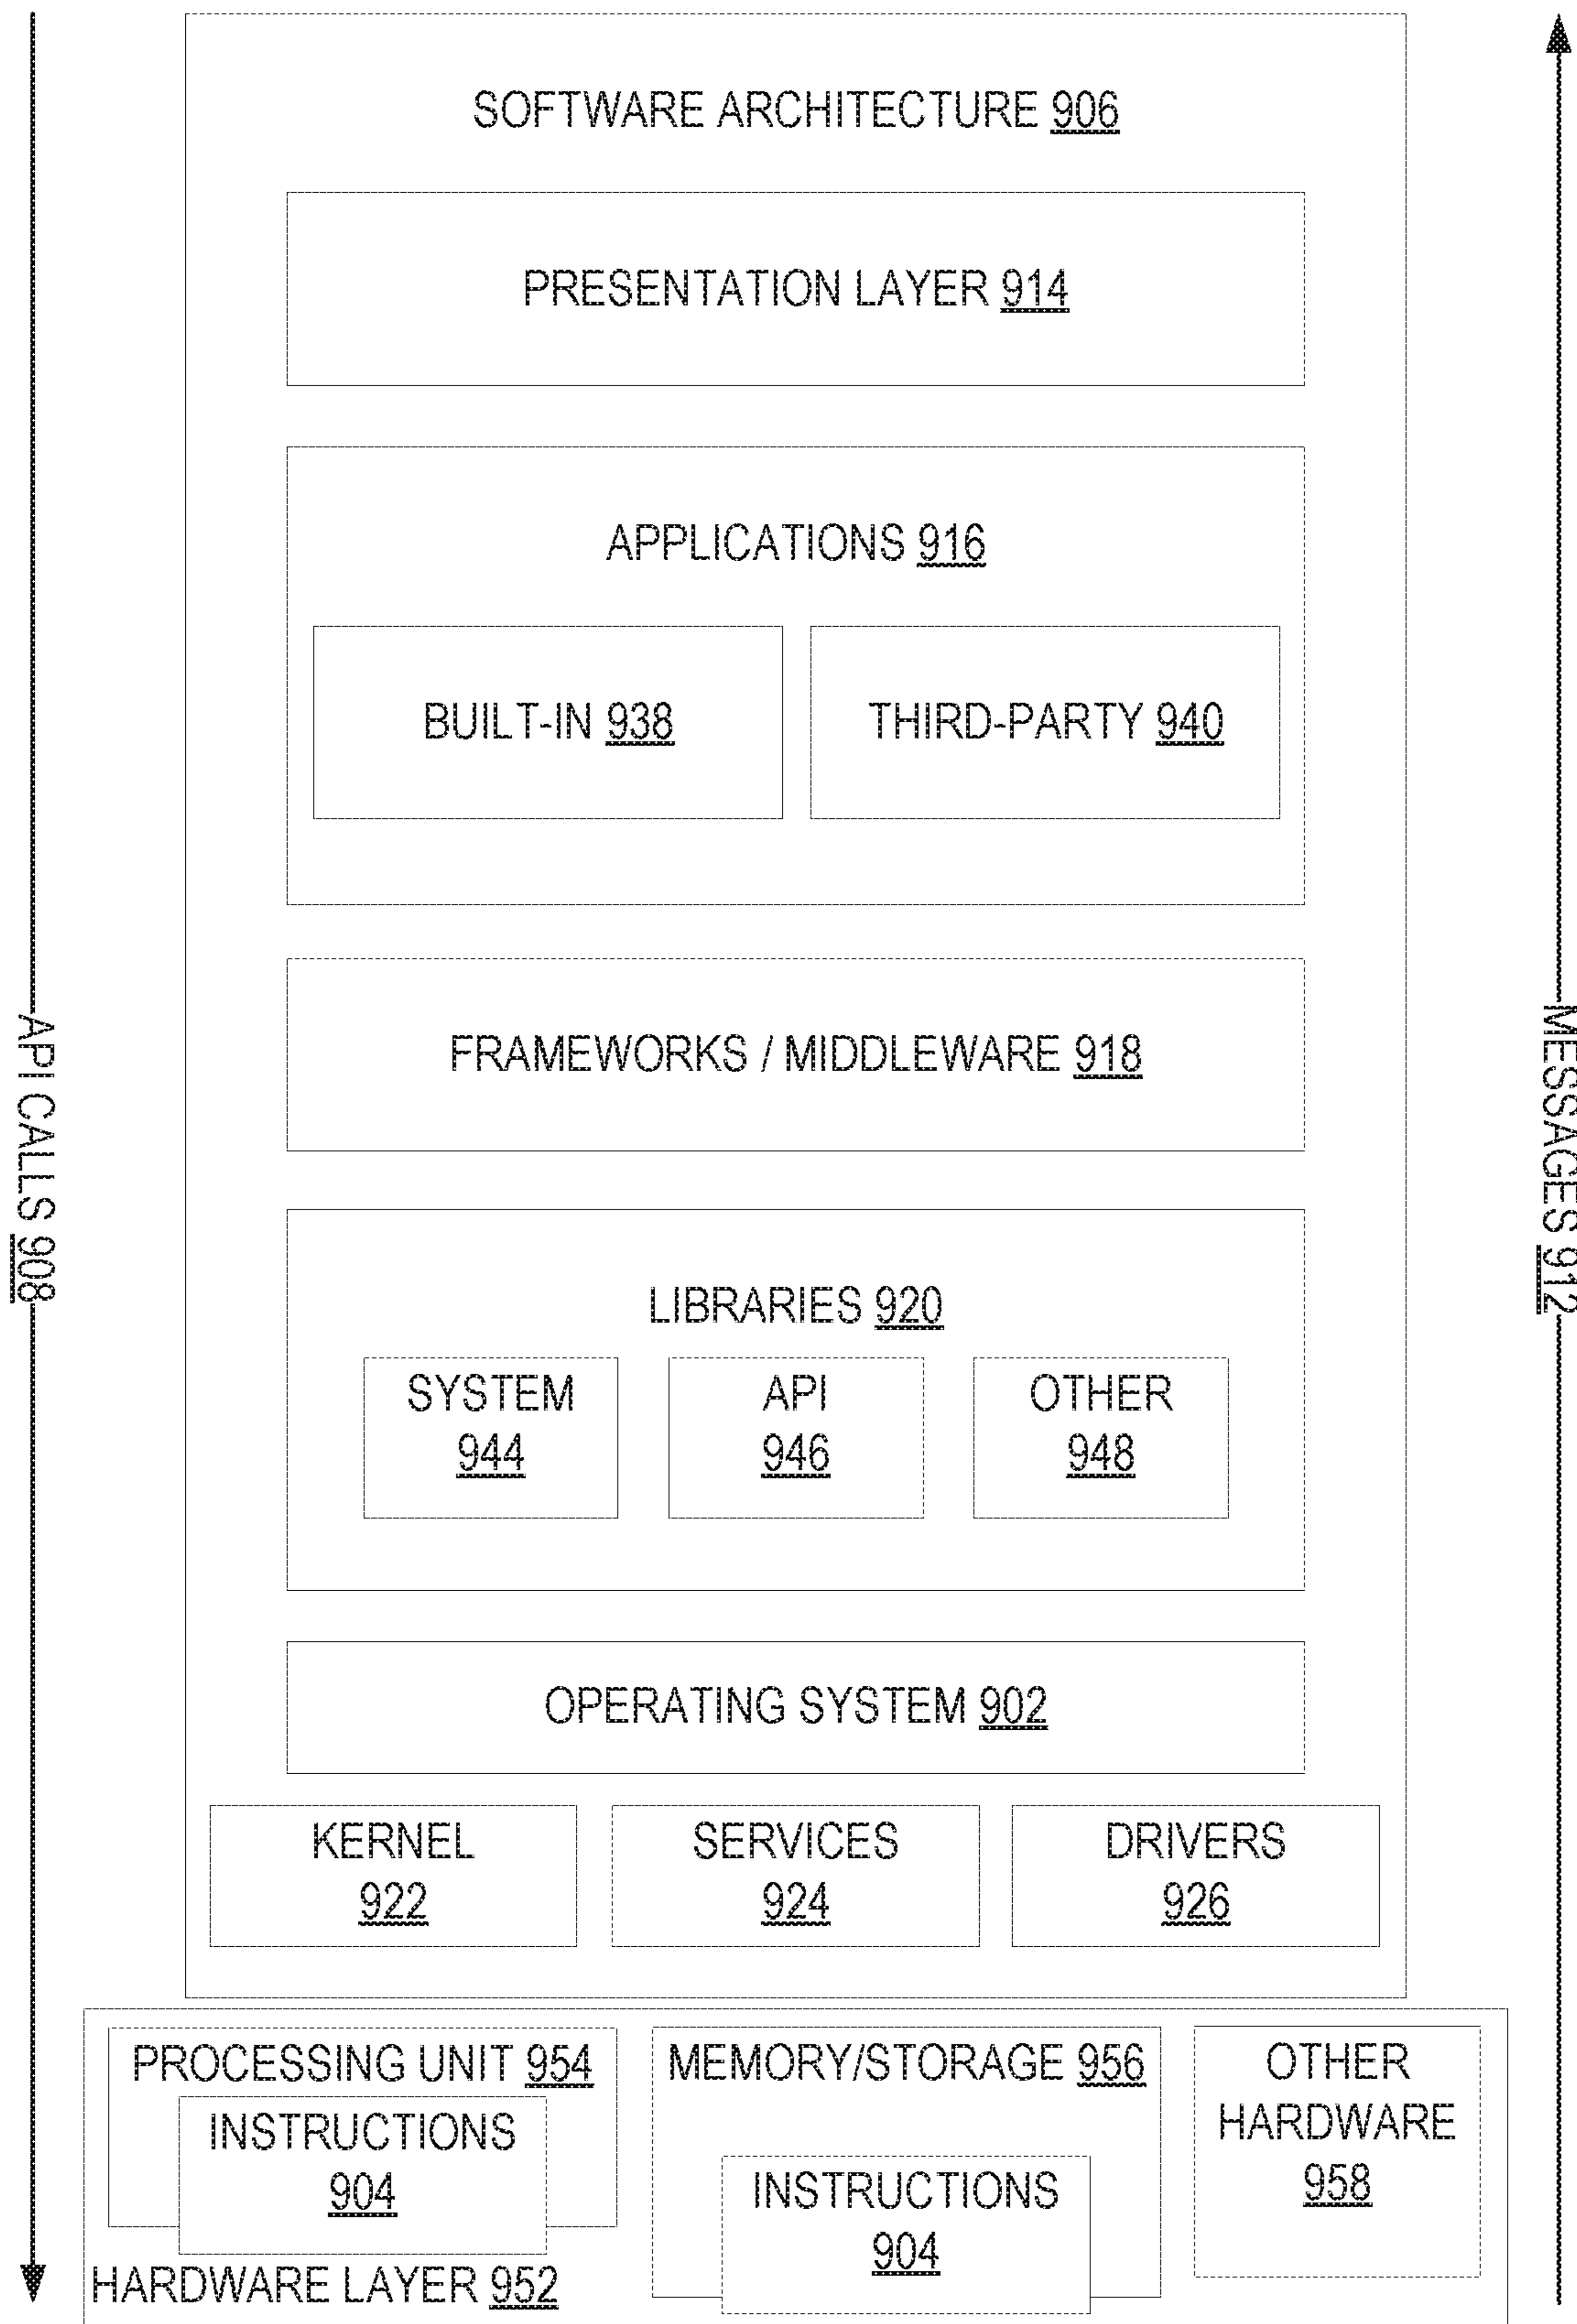 SOFTWARE ARCHITECTURE 906
PRESENTATION LAYER 914
APPLICATIONS 916
BUILT-IN 938
THIRD-PARTY 940
FRAMEWORKS / MIDDLEWARE 918
API CALLS 908
MESSAGES 912
LIBRARIES 920
SYSTEM
944
API
946
OTHER
948
OPERATING SYSTEM 902
KERNEL
922
SERVICES
924
DRIVERS
926
PROCESSING UNIT 954
INSTRUCTIONS
904
MEMORY/STORAGE 956
INSTRUCTIONS
904
OTHER
HARDWARE
958
HARDWARE LAYER 952